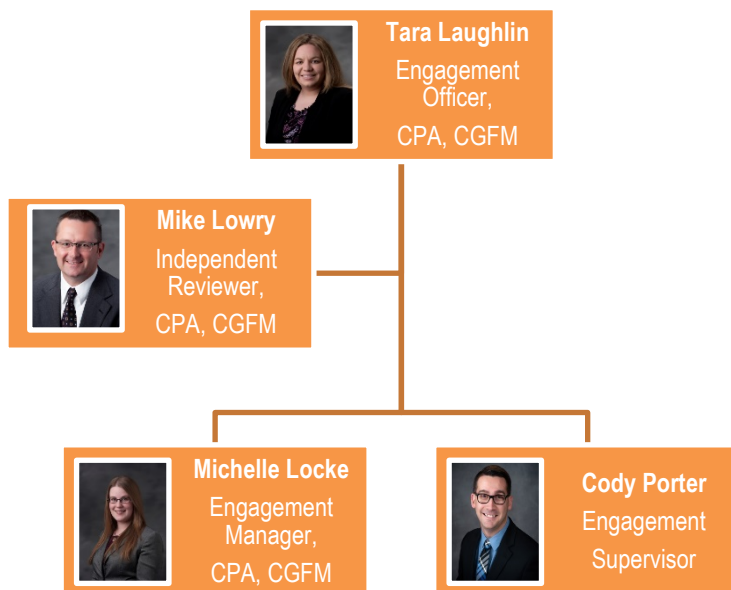 Tara Laughlin
Engagement
Officer,
CPA, CGFM
Mike Lowry
Independent
Reviewer,
CPA, CGFM
Michelle Locke
Engagement
Manager,
CPA, CGFM
Cody Porter
Engagement
Supervisor